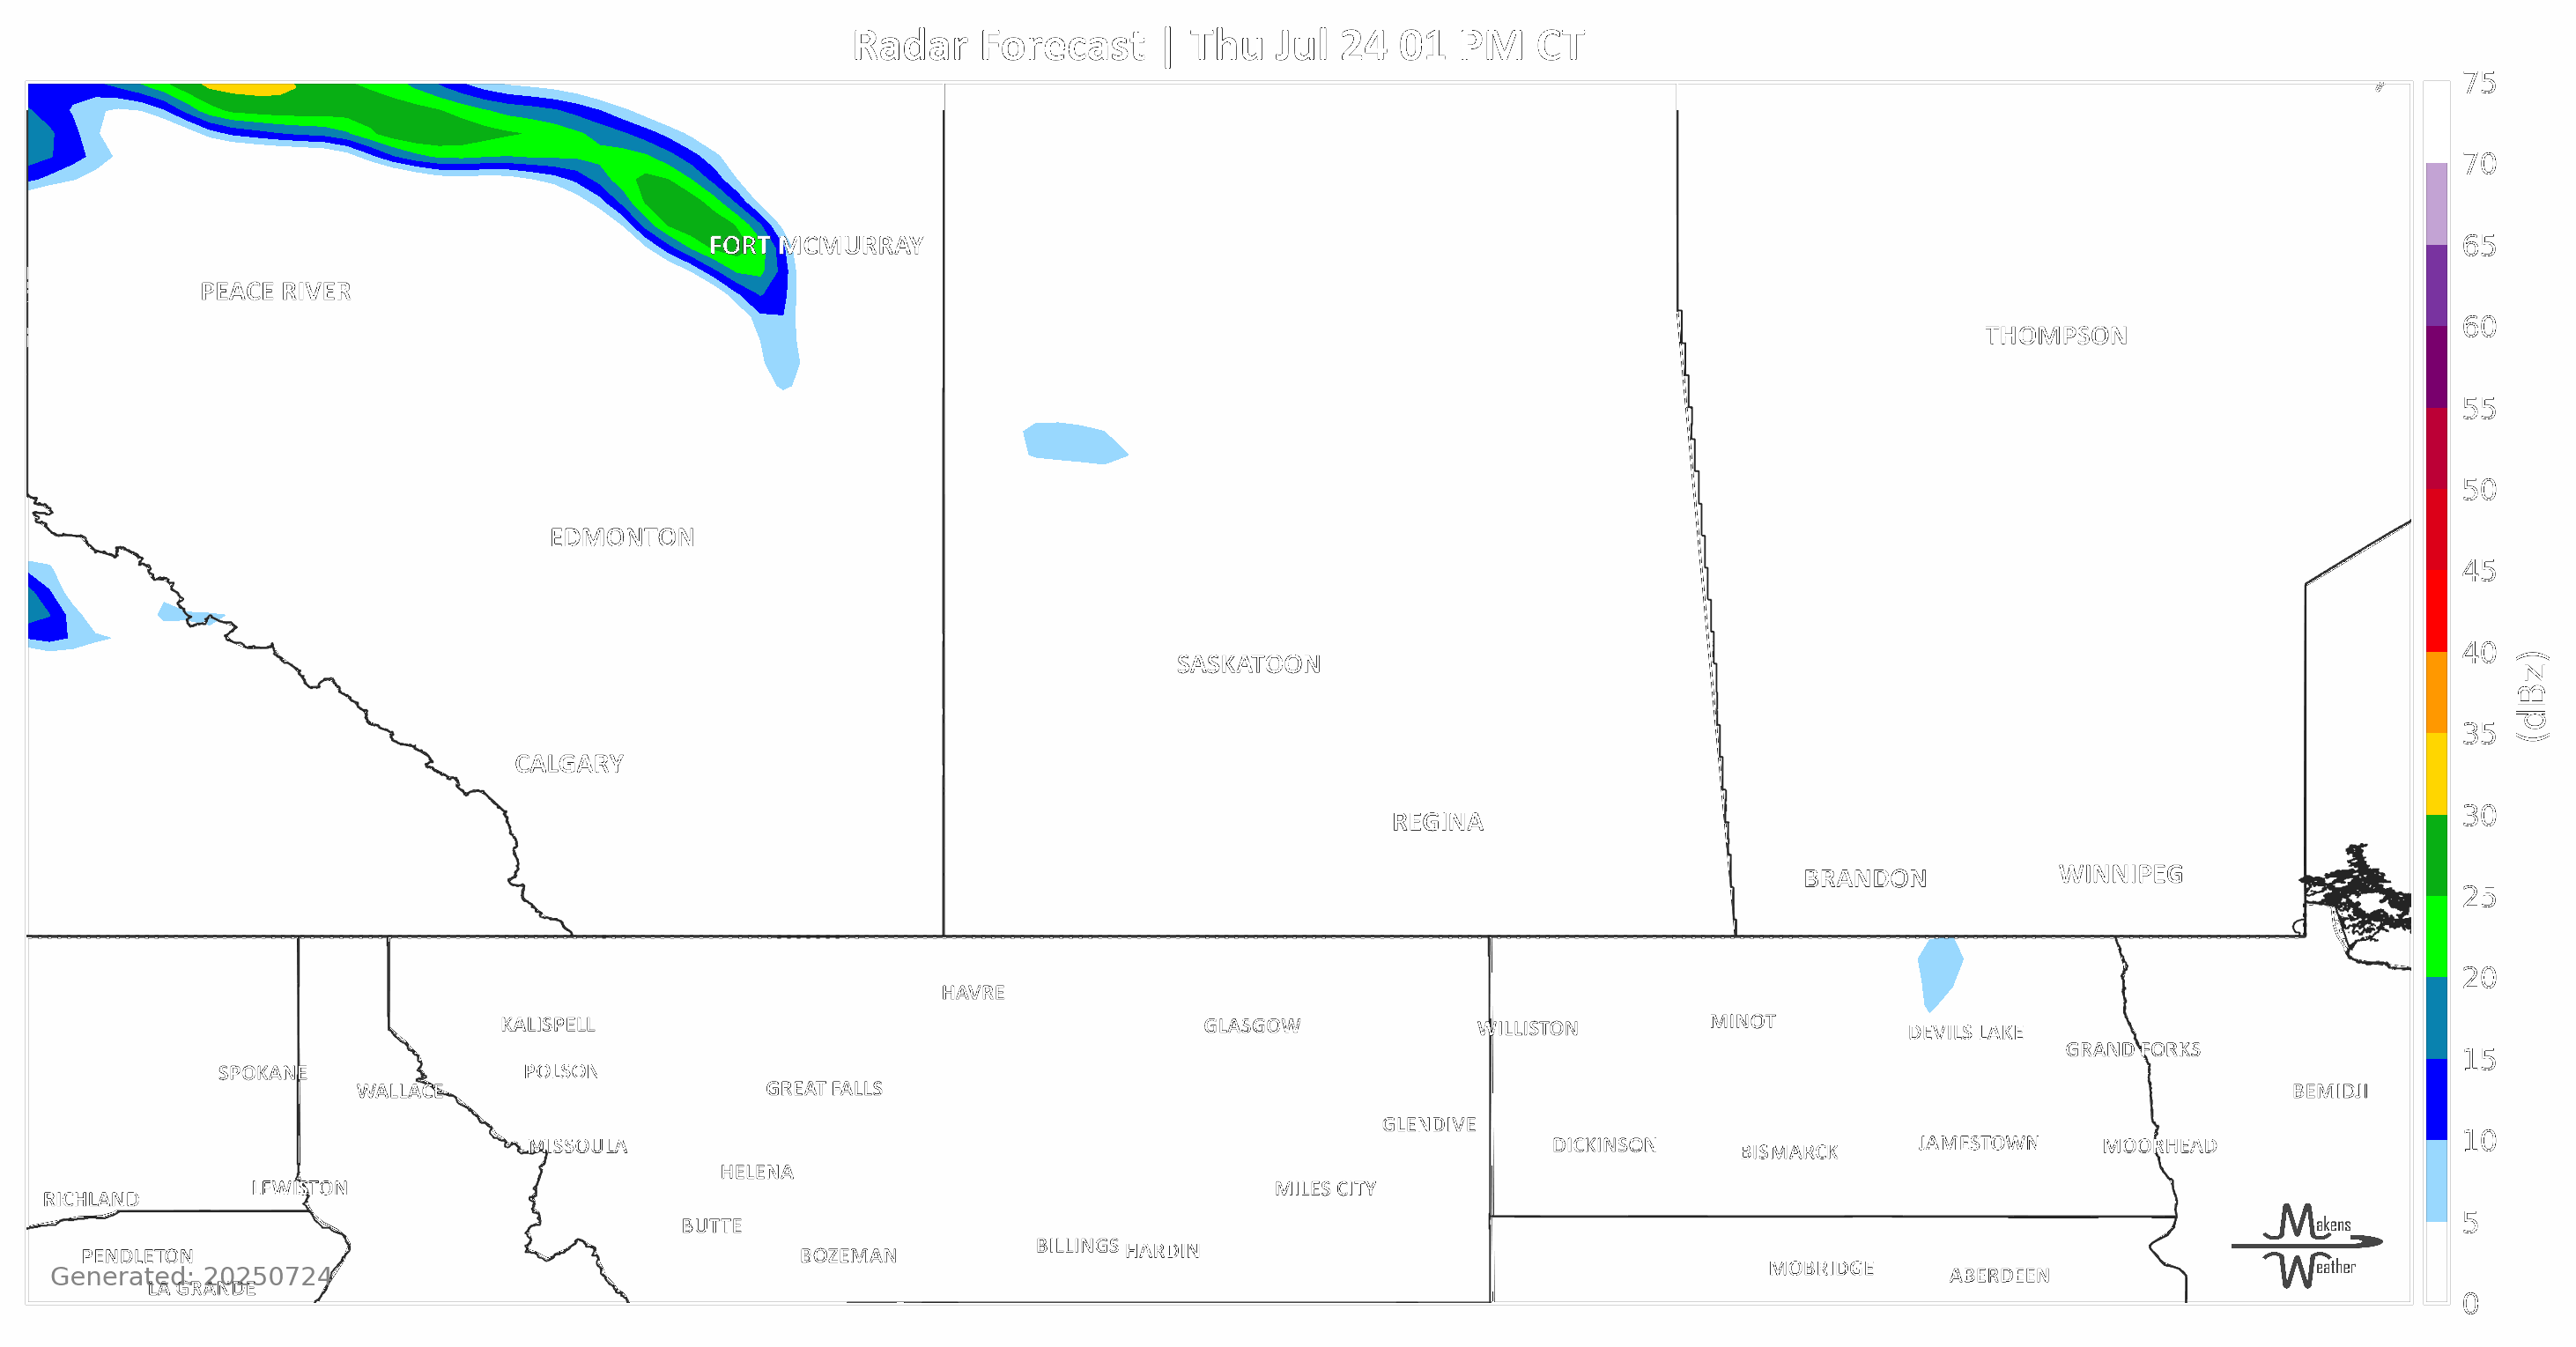 Radar Forecast | Thu Jul 24 01 PM CT
75
70
65
60
55
50
45
40
35
30
25
20
15
10
5
0
(dBz)
FORT MCMURRAY
PEACE RIVER
THOMPSON
EDMONTON
SASKATOON
CALGARY
REGINA
BRANDON
WINNIPEG
HAVRE
KALISPELL
GLASGOW
WILLISTON
MINOT
DEVILS LAKE
GRAND FORKS
SPOKANE
POLSON
WALLACE
GREAT FALLS
BEMIDJI
GLENDIVE
MISSOULA
DICKINSON
BISMARCK
JAMESTOWN
MOORHEAD
HELENA
LEWISTON
MILES CITY
RICHLAND
BUTTE
BILLINGS
HARDIN
PENDLETON
BOZEMAN
MOBRIDGE
ABERDEEN
Generated: 20250724
LA GRANDE
Makens
Weather